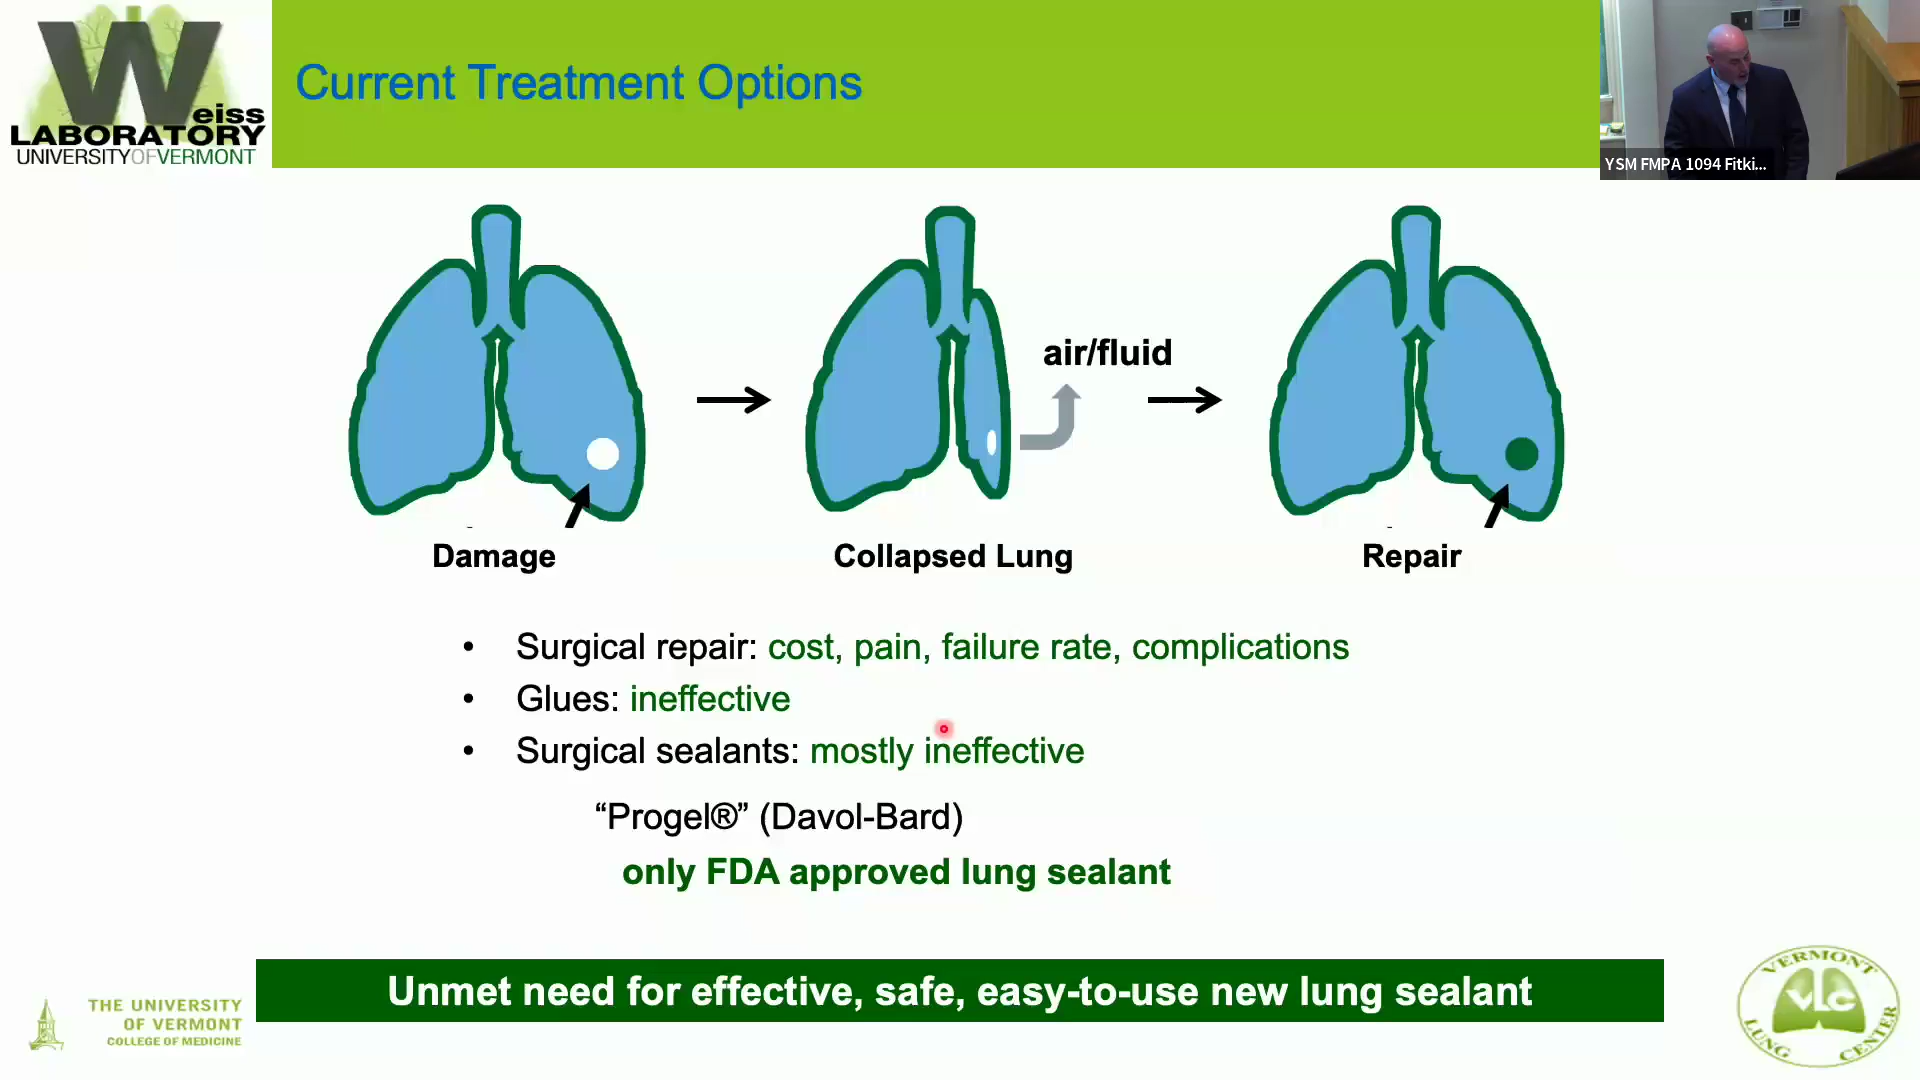 Weiss
LABORATORY
UNIVERSITYOFVERMONT
Current Treatment Options
YSM FMPA 1094 Fitki...
air/fluid
Damage
Collapsed Lung
Repair
• Surgical repair: cost, pain, failure rate, complications
• Glues: ineffective
• Surgical sealants: mostly ineffective
“Progel®” (Davol-Bard)
only FDA approved lung sealant
Unmet need for effective, safe, easy-to-use new lung sealant
THE UNIVERSITY
OF VERMONT
COLLEGE OF MEDICINE
VERMONT
VLC
LUNG CENTER